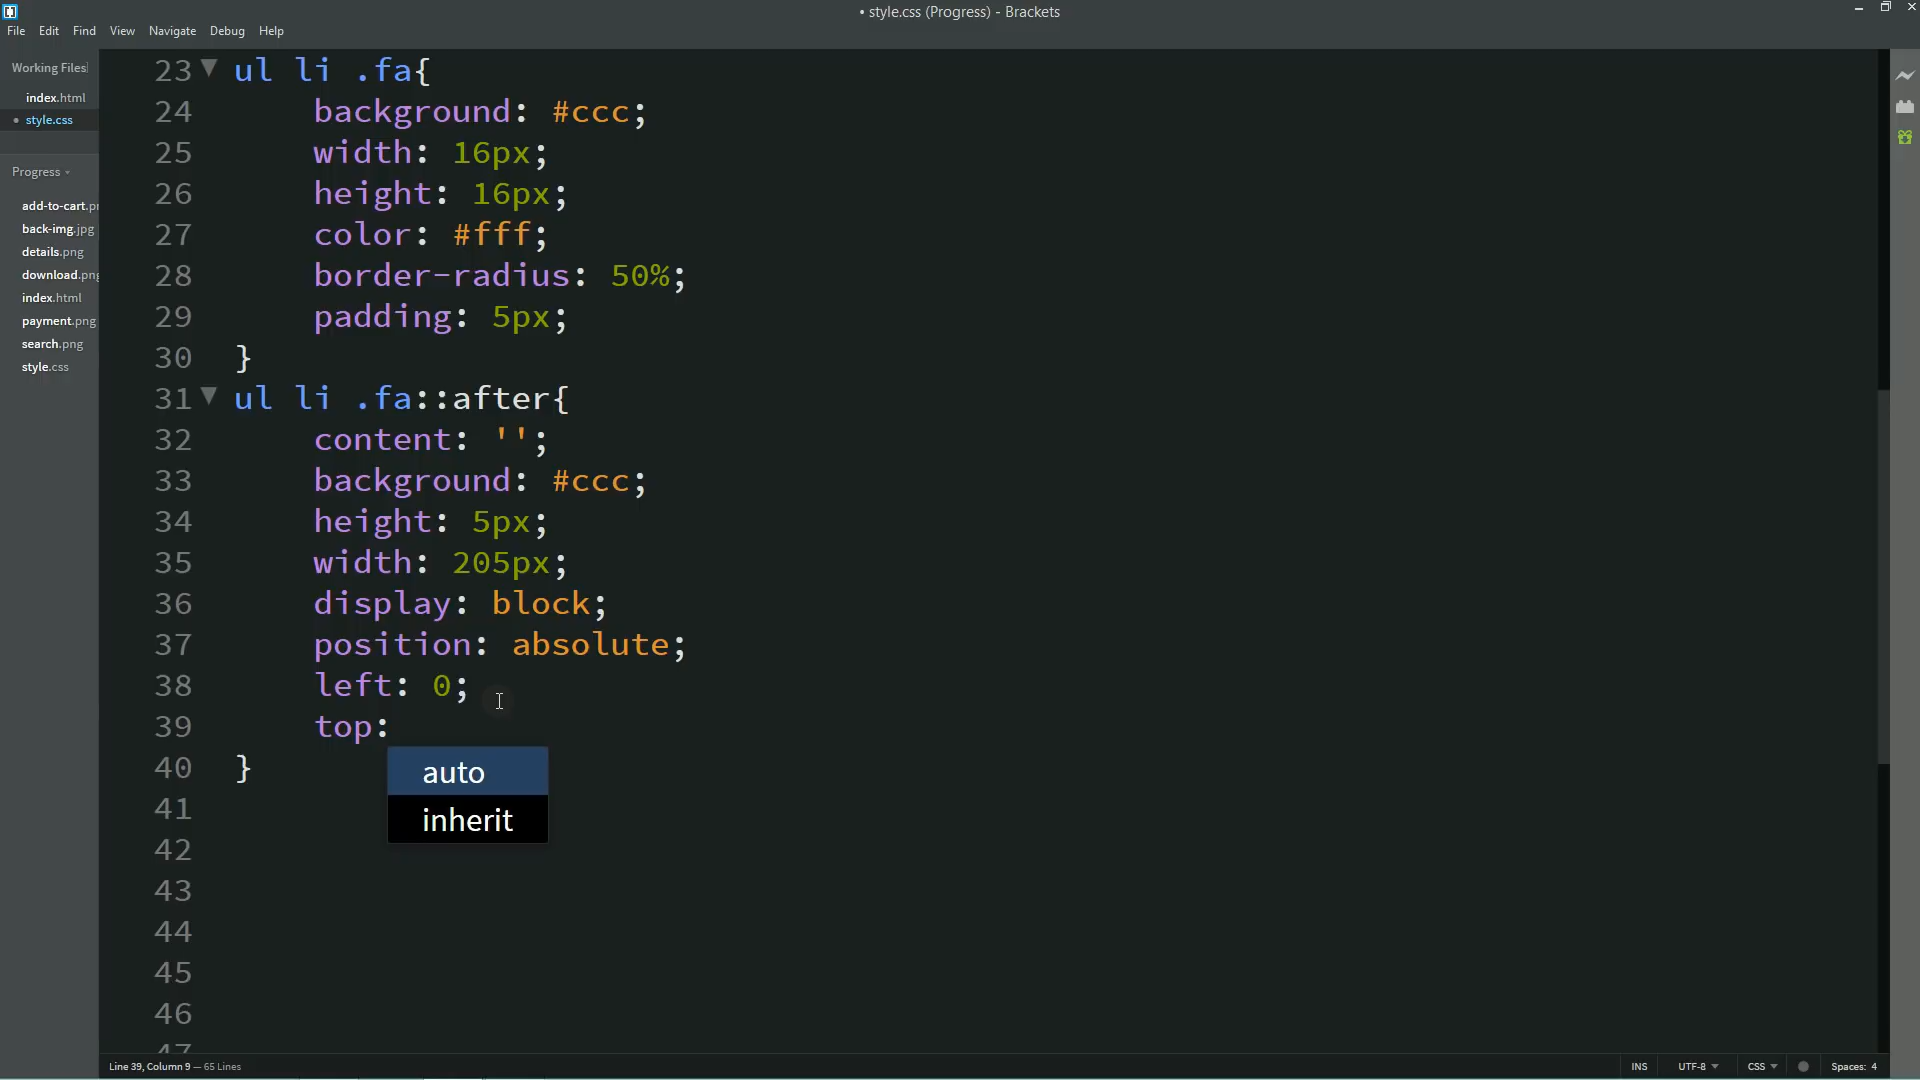 • style.css (Progress) - Brackets
File Edit Find View Navigate Debug Help
Working Files
index.html
• style.css
Progress
add-to-cart.pn
back-img.jpg
details.png
download.png
index.html
payment.png
search.png
style.css
23 ul li .fa{
24 background: #ccc;
25 width: 16px;
26 height: 16px;
27 color: #fff;
28 border-radius: 50%;
29 padding: 5px;
30 }
31 ul li .fa::after{
32 content: '';
33 background: #ccc;
34 height: 5px;
35 width: 205px;
36 display: block;
37 position: absolute;
38 left: 0;
39 top:
40 }
auto
41
inherit
42
43
44
45
46
47
Line 39, Column 9 — 65 Lines
INS UTF-8 CSS Spaces: 4